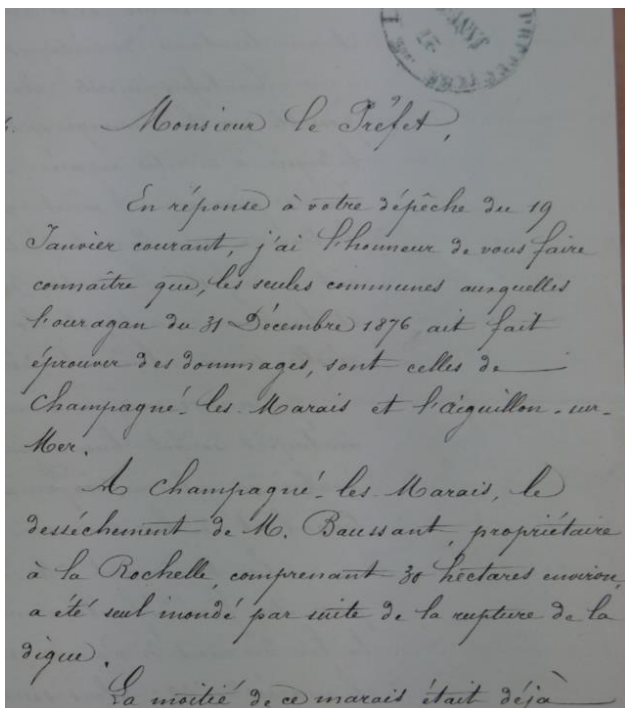 PREFECTURE
Monsieur le Préfet,
En réponse à votre dépêche du 19
Janvier courant, j'ai l'honneur de vous faire
connaître que, les seules communes auxquelles
l'ouragan du 31 Décembre 1876 ait fait
éprouver des dommages, sont celles de
Champagné-les-Marais et l'aiguillon-sur-
Mer.
A Champagné-les-Marais, le
desséchement de M. Baussant, propriétaire
à la Rochelle, comprenant 30 hectares environ,
a été seul inondé par suite de la rupture de la
digue.
La moitié de ce marais était déjà